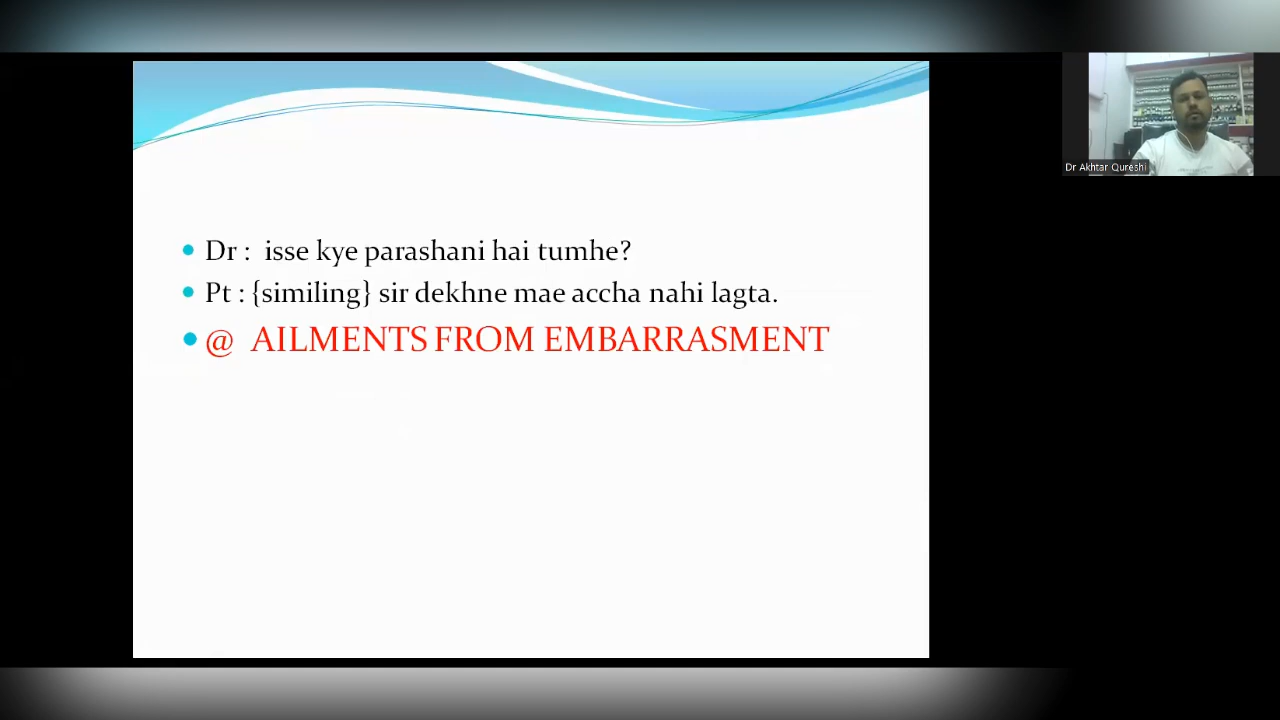 Dr Akhtar Qureshi
Dr : isse kye parashani hai tumhe?
Pt : {similing} sir dekhne mae accha nahi lagta.
@ AILMENTS FROM EMBARRASMENT